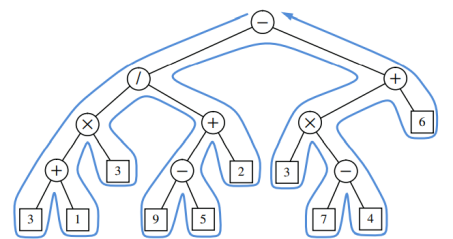 −
/ +
× + × 6
+ 3 − 2 3 −
3 1 9 5 7 4